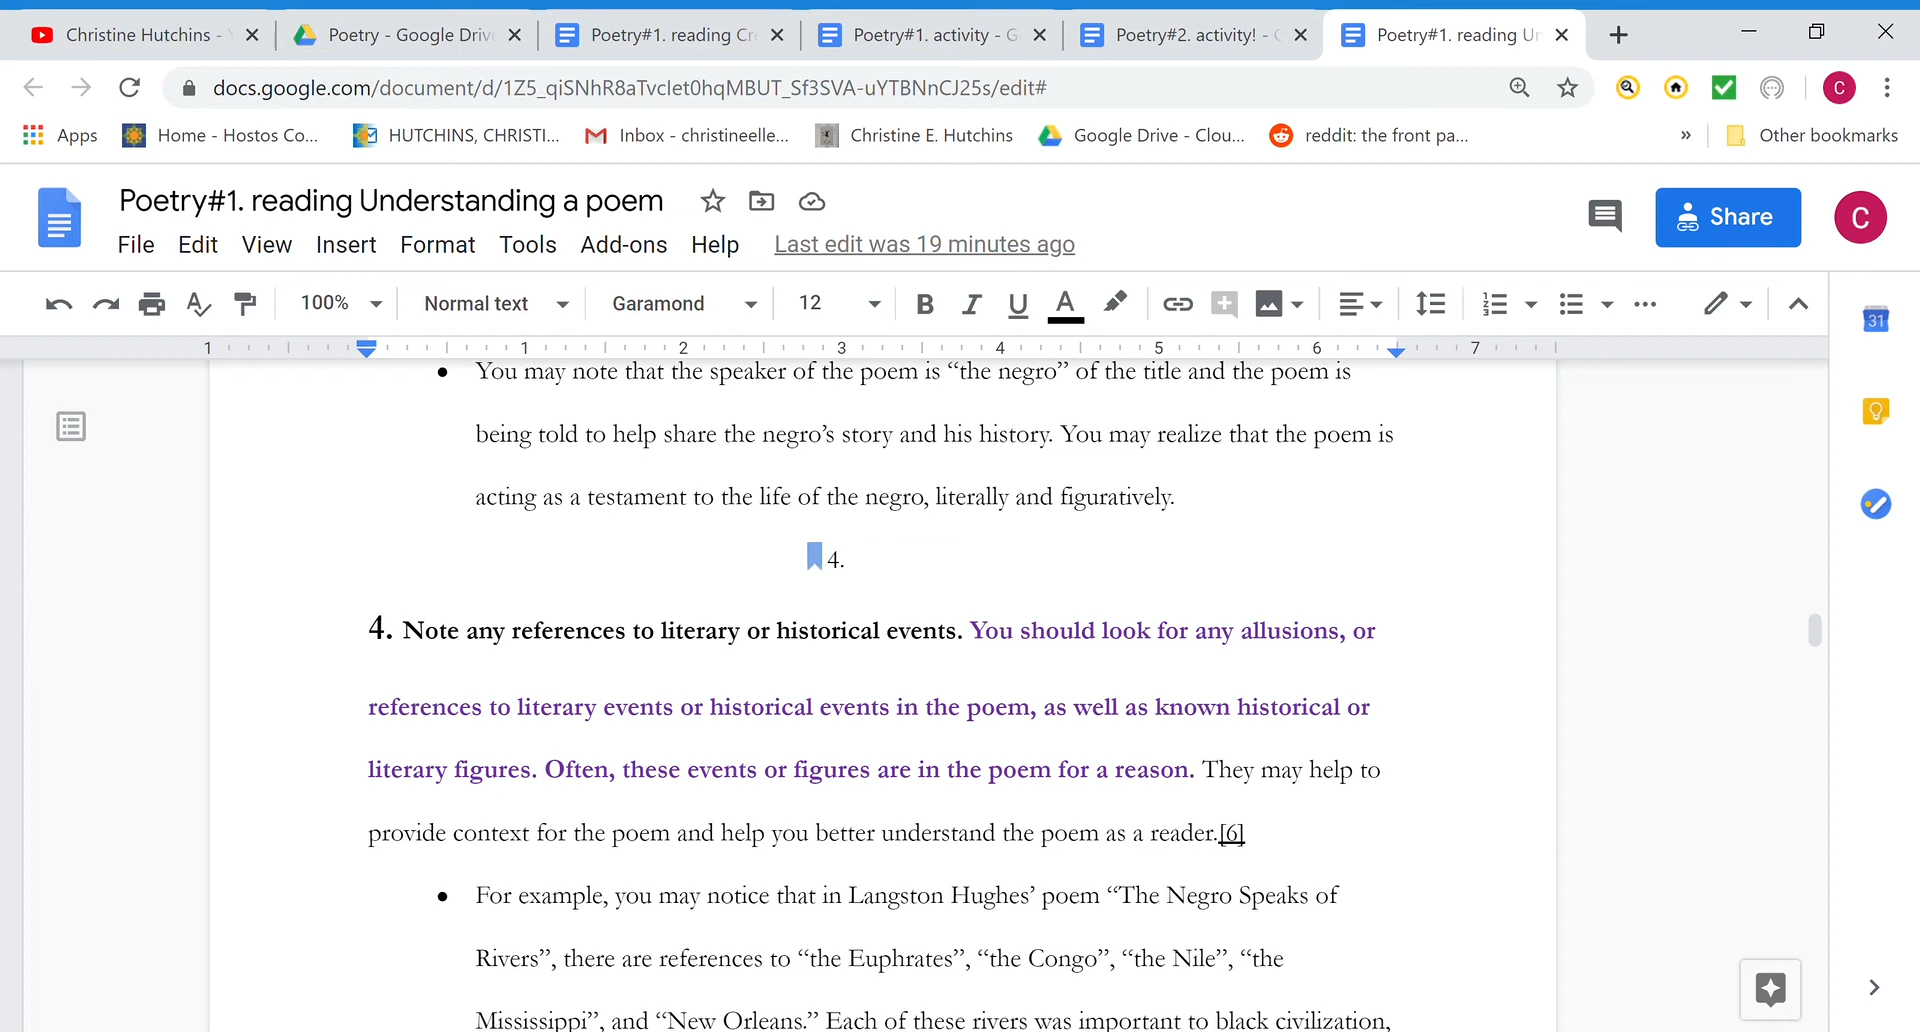 Christine Hutchins -
Poetry - Google Driv
Poetry#1. reading Cr
Poetry#1. activity - G
Poetry#2. activity! -
Poetry#1. reading Ur
docs.google.com/document/d/1Z5_qiSNhR8aTvcIet0hqMBUT_Sf3SVA-uYTBNnCJ25s/edit#
C
Apps
Home - Hostos Co...
HUTCHINS, CHRISTI...
Inbox - christineelle...
Christine E. Hutchins
Google Drive - Clou...
reddit: the front pa...
»
Other bookmarks
Poetry#1. reading Understanding a poem
Share
C
File Edit View Insert Format Tools Add-ons Help Last edit was 19 minutes ago
100% Normal text Garamond 12 B I U A
31
1 1 2 3 4 5 6 7
• You may note that the speaker of the poem is “the negro” of the title and the poem is
being told to help share the negro’s story and his history. You may realize that the poem is
acting as a testament to the life of the negro, literally and figuratively.
4.
4. Note any references to literary or historical events. You should look for any allusions, or
references to literary events or historical events in the poem, as well as known historical or
literary figures. Often, these events or figures are in the poem for a reason. They may help to
provide context for the poem and help you better understand the poem as a reader.[6]
• For example, you may notice that in Langston Hughes’ poem “The Negro Speaks of
Rivers”, there are references to “the Euphrates”, “the Congo”, “the Nile”, “the
Mississippi”, and “New Orleans.” Each of these rivers was important to black civilization,